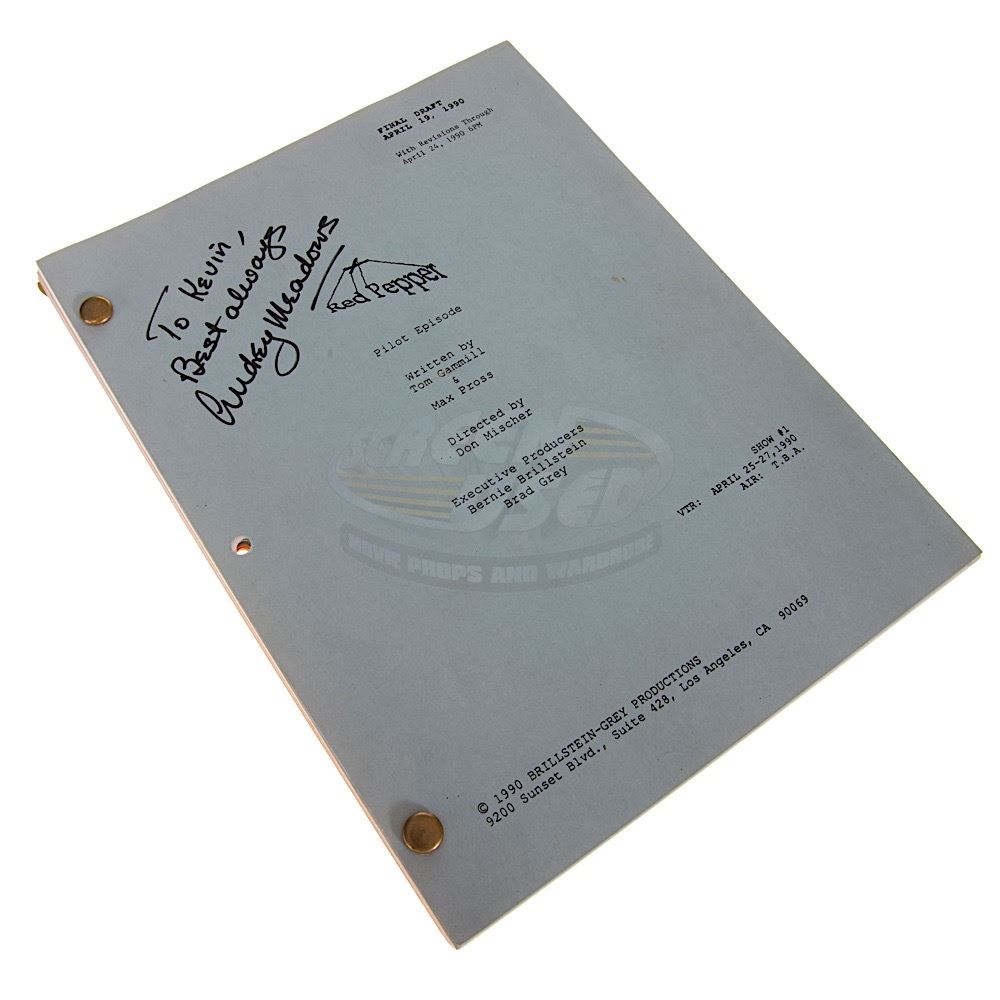 FINAL DRAFT
APRIL 19, 1990
With Revisions Through
April 24, 1990 6PM
To Kevin,
Best always
Audrey Meadows
Red Pepper
Pilot Episode
Written by
Tom Gammill
&
Max Pross
Directed by
Don Mischer
Executive Producers
Bernie Brillstein
Brad Grey
SHOW #1
VTR: APRIL 25-27,1990
AIR: T.B.A.
SCREEN
USED
MOVIE PROPS AND WARDROBE
© 1990 BRILLSTEIN-GREY PRODUCTIONS
9200 Sunset Blvd., Suite 428, Los Angeles, CA 90069